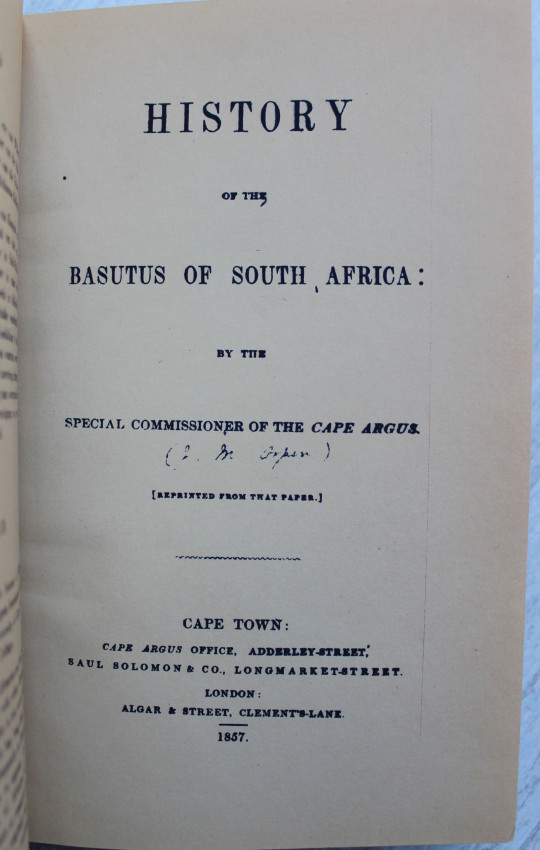 HISTORY
OF THE
BASUTUS OF SOUTH AFRICA:
BY THE
SPECIAL COMMISSIONER OF THE CAPE ARGUS.
(J. M. Orpen)
[REPRINTED FROM THAT PAPER.]
CAPE TOWN:
CAPE ARGUS OFFICE, ADDERLEY-STREET,
SAUL SOLOMON & CO., LONGMARKET-STREET.
LONDON:
ALGAR & STREET, CLEMENT'S-LANE.
1857.